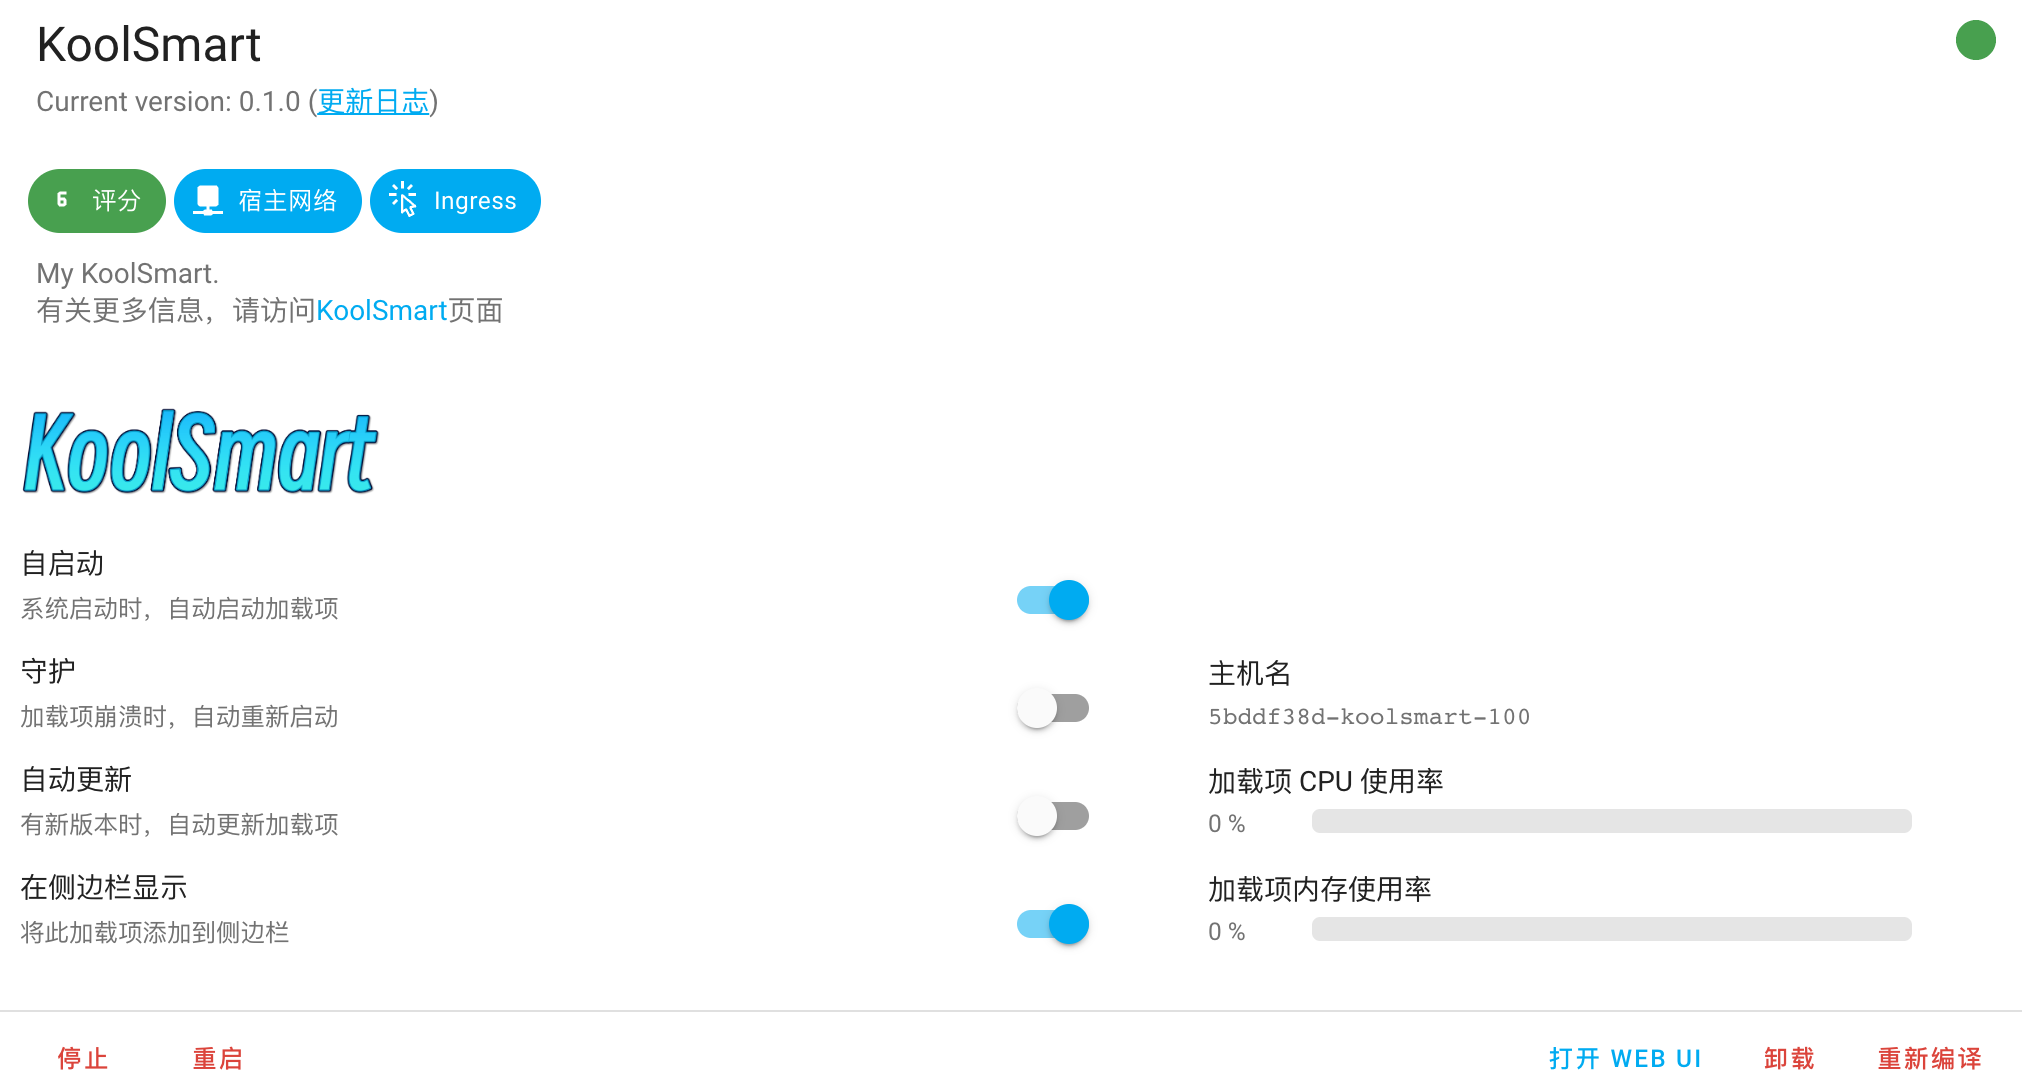 KoolSmart
Current version: 0.1.0 (更新日志)
6 评分 宿主网络 Ingress
My KoolSmart.
有关更多信息，请访问KoolSmart页面
KoolSmart
自启动
系统启动时，自动启动加载项
守护
加载项崩溃时，自动重新启动
自动更新
有新版本时，自动更新加载项
在侧边栏显示
将此加载项添加到侧边栏
主机名
5bddf38d-koolsmart-100
加载项 CPU 使用率
0 %
加载项内存使用率
0 %
停止 重启 打开 WEB UI 卸载 重新编译